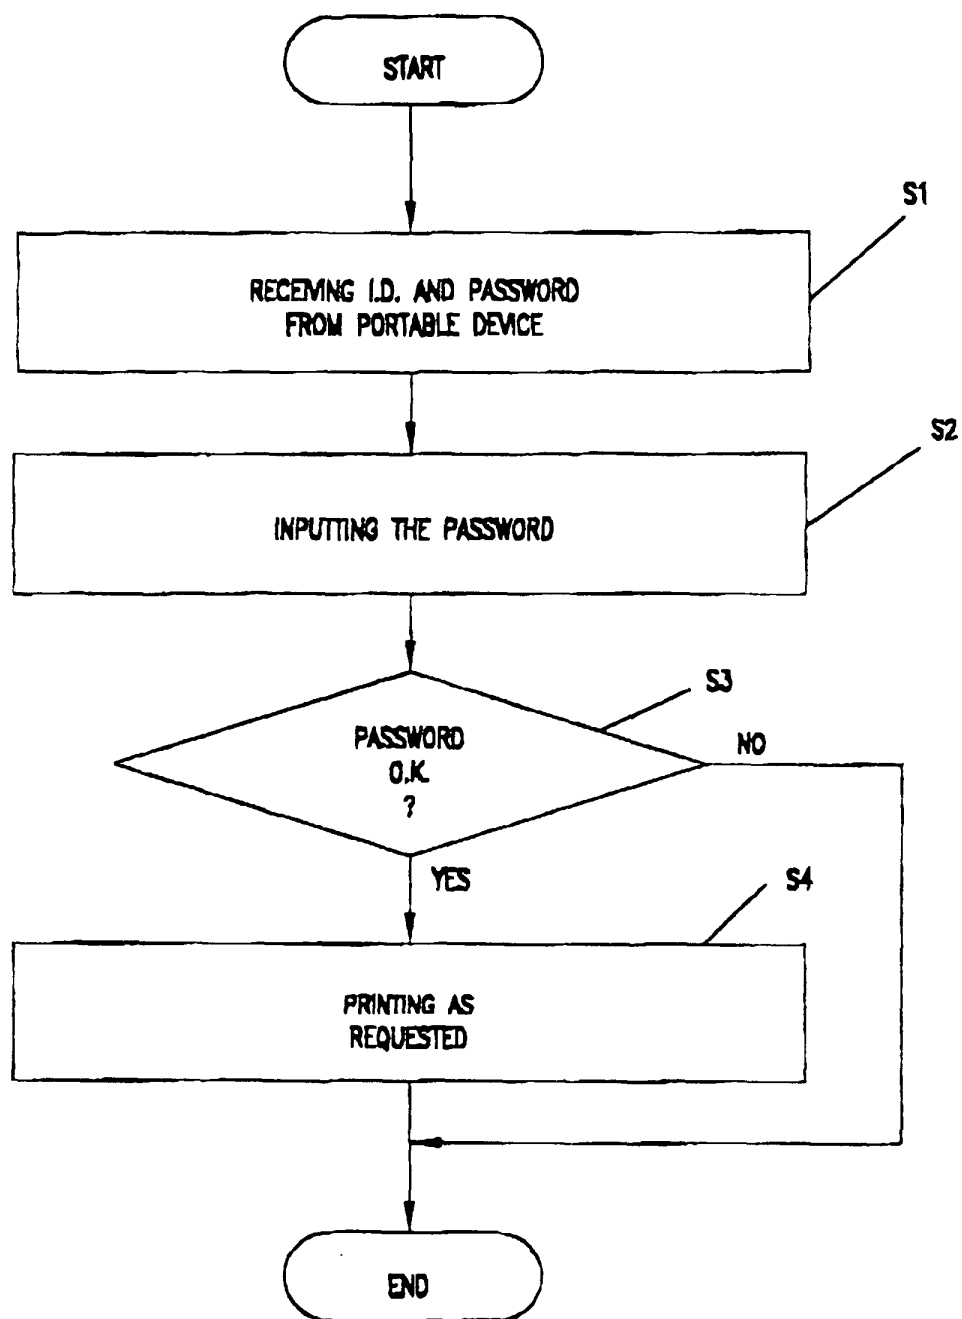 START
S1
RECEIVING I.D. AND PASSWORD
FROM PORTABLE DEVICE
S2
INPUTTING THE PASSWORD
S3
PASSWORD
O.K.
?
NO
YES
S4
PRINTING AS
REQUESTED
END